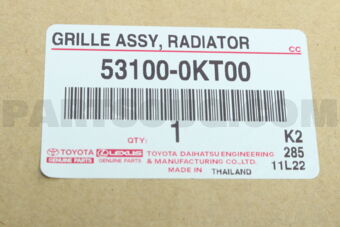 GRILLE ASSY, RADIATOR
CC
53100-0KT00
QTY: 1 K2
TOYOTA GENUINE PARTS LEXUS GENUINE PARTS TOYOTA DAIHATSU ENGINEERING & MANUFACTURING CO.,LTD. 285
MADE IN THAILAND 11L22